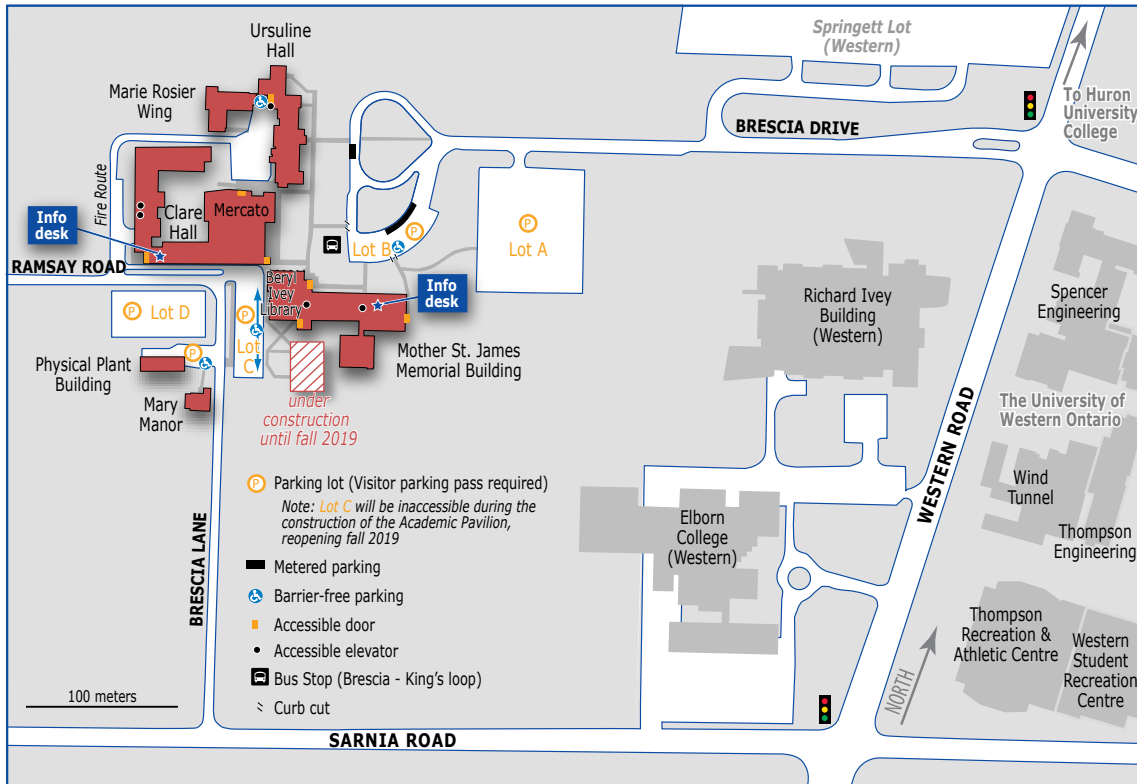 Ursuline
Hall
Springett Lot
(Western)
Marie Rosier
Wing
To Huron
University
College
BRESCIA DRIVE
Fire Route
Clare
Hall
Mercato
Info
desk
P
Lot B
P
Lot A
RAMSAY ROAD
Beryl
Ivey
Library
Info
desk
P
Lot D
P
Lot
C
Richard Ivey
Building
(Western)
Spencer
Engineering
Physical Plant
Building
P
Mother St. James
Memorial Building
Mary
Manor
under
construction
until fall 2019
The University of
Western Ontario
WESTERN ROAD
Wind
Tunnel
Thompson
Engineering
P Parking lot (Visitor parking pass required)
Note: Lot C will be inaccessible during the
construction of the Academic Pavilion,
reopening fall 2019
Metered parking
Barrier-free parking
Accessible door
Accessible elevator
Bus Stop (Brescia - King's loop)
Curb cut
Elborn
College
(Western)
BRESCIA LANE
Thompson
Recreation &
Athletic Centre
Western
Student
Recreation
Centre
NORTH
100 meters
SARNIA ROAD